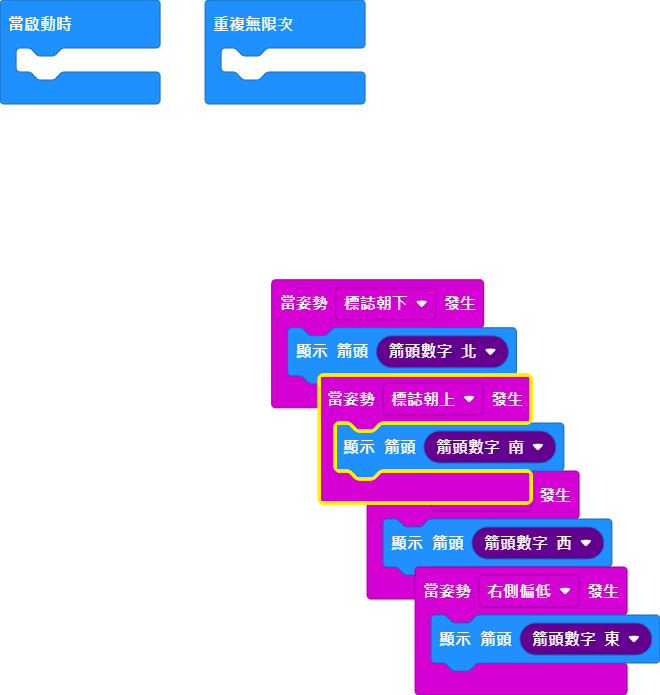 當啟動時
重複無限次
當姿勢 標誌朝下 發生
顯示 箭頭 箭頭數字 北
當姿勢 標誌朝上 發生
顯示 箭頭 箭頭數字 南
發生
顯示 箭頭 箭頭數字 西
當姿勢 右側偏低 發生
顯示 箭頭 箭頭數字 東